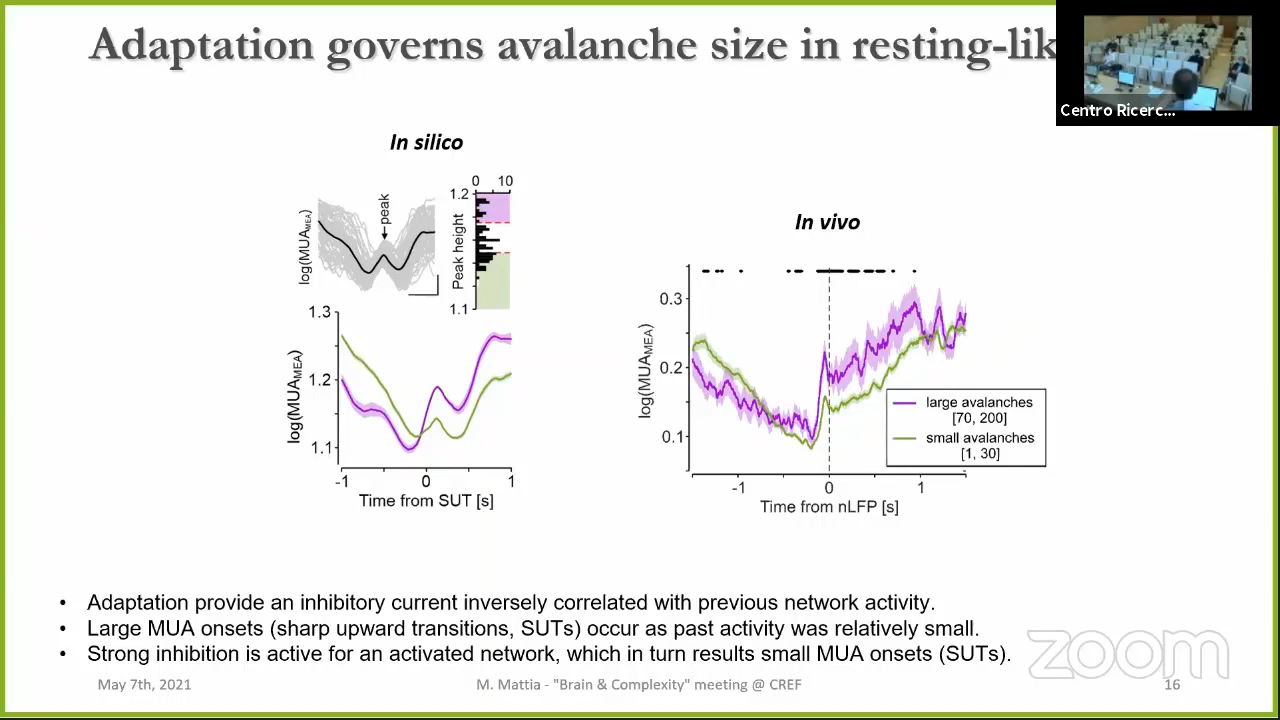 Adaptation governs avalanche size in resting-lik
Centro Ricerc...
In silico
log(MUAMEA)
peak
0 10
1.2
Peak height
1.1
1.3
1.2
1.1
log(MUAMEA)
-1 0 1
Time from SUT [s]
In vivo
0.3
0.2
0.1
log(MUAMEA)
large avalanches
[70, 200]
small avalanches
[1, 30]
-1 0 1
Time from nLFP [s]
• Adaptation provide an inhibitory current inversely correlated with previous network activity.
• Large MUA onsets (sharp upward transitions, SUTs) occur as past activity was relatively small.
• Strong inhibition is active for an activated network, which in turn results small MUA onsets (SUTs).
zoom
May 7th, 2021 M. Mattia - "Brain & Complexity" meeting @ CREF 16